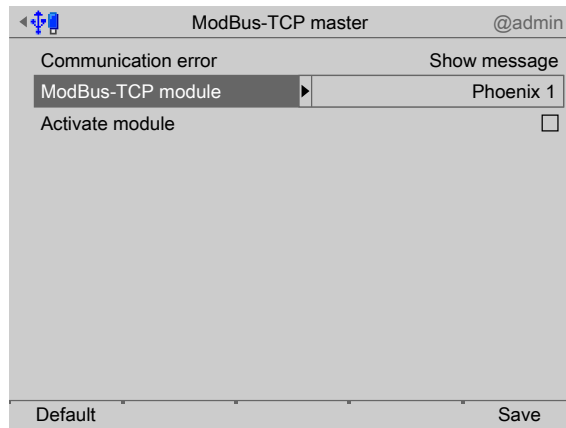 ModBus-TCP master @admin
Communication error Show message
ModBus-TCP module Phoenix 1
Activate module
Default Save